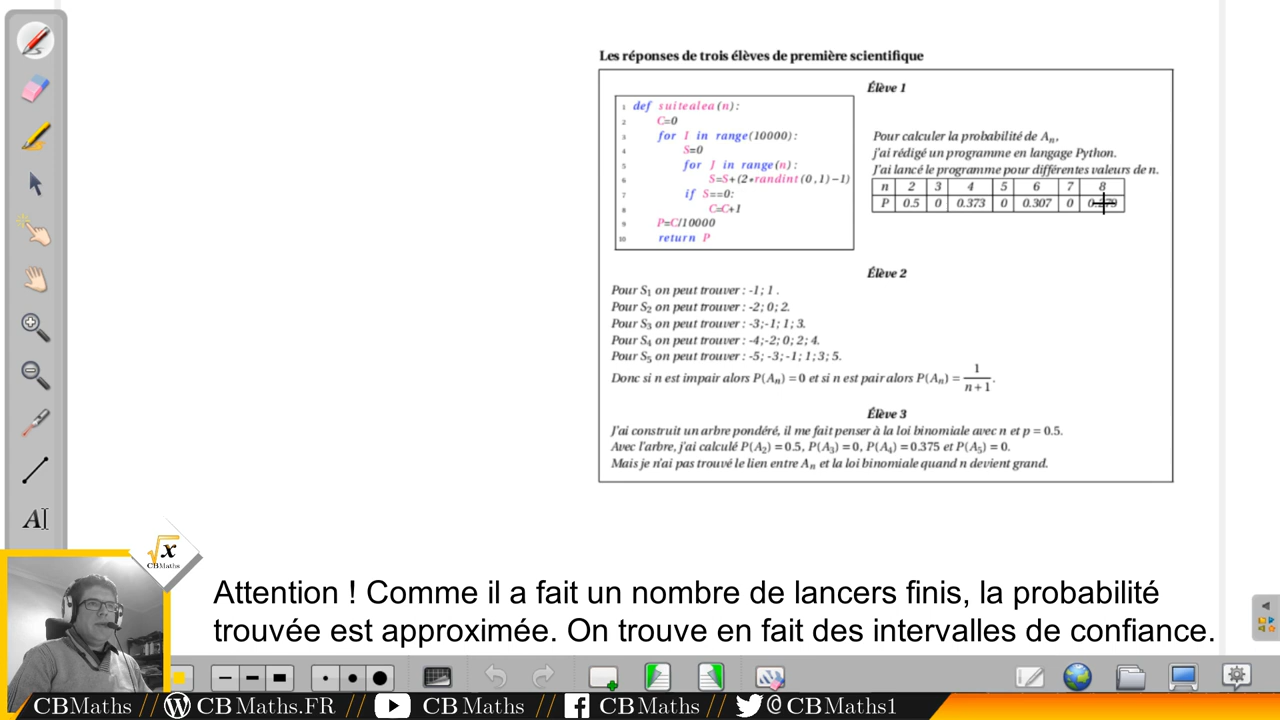 Les réponses de trois élèves de première scientifique
Élève 1
1 def suitealea(n):
2 C=0
3 for I in range(10000):
4 S=0
5 for J in range(n):
6 S=S+(2*randint(0,1)-1)
7 if S==0:
8 C=C+1
9 P=C/10000
10 return P
Pour calculer la probabilité de Aₙ,
j'ai rédigé un programme en langage Python.
J'ai lancé le programme pour différentes valeurs de n.
n 2 3 4 5 6 7 8
P 0.5 0 0.373 0 0.307 0 0.279
Élève 2
Pour S₁ on peut trouver : -1; 1 .
Pour S₂ on peut trouver : -2; 0; 2.
Pour S₃ on peut trouver : -3;-1; 1; 3.
Pour S₄ on peut trouver : -4;-2; 0; 2; 4.
Pour S₅ on peut trouver : -5; -3; -1; 1; 3; 5.
Donc si n est impair alors P(Aₙ) = 0 et si n est pair alors P(Aₙ) = 1/(n+1).
Élève 3
J'ai construit un arbre pondéré, il me fait penser à la loi binomiale avec n et p = 0.5.
Avec l'arbre, j'ai calculé P(A₂) = 0.5, P(A₃) = 0, P(A₄) = 0.375 et P(A₅) = 0.
Mais je n'ai pas trouvé le lien entre Aₙ et la loi binomiale quand n devient grand.
√x
CBMaths
Attention ! Comme il a fait un nombre de lancers finis, la probabilité
trouvée est approximée. On trouve en fait des intervalles de confiance.
CBMaths // CBMaths.FR // CBMaths // CBMaths // @CBMaths1